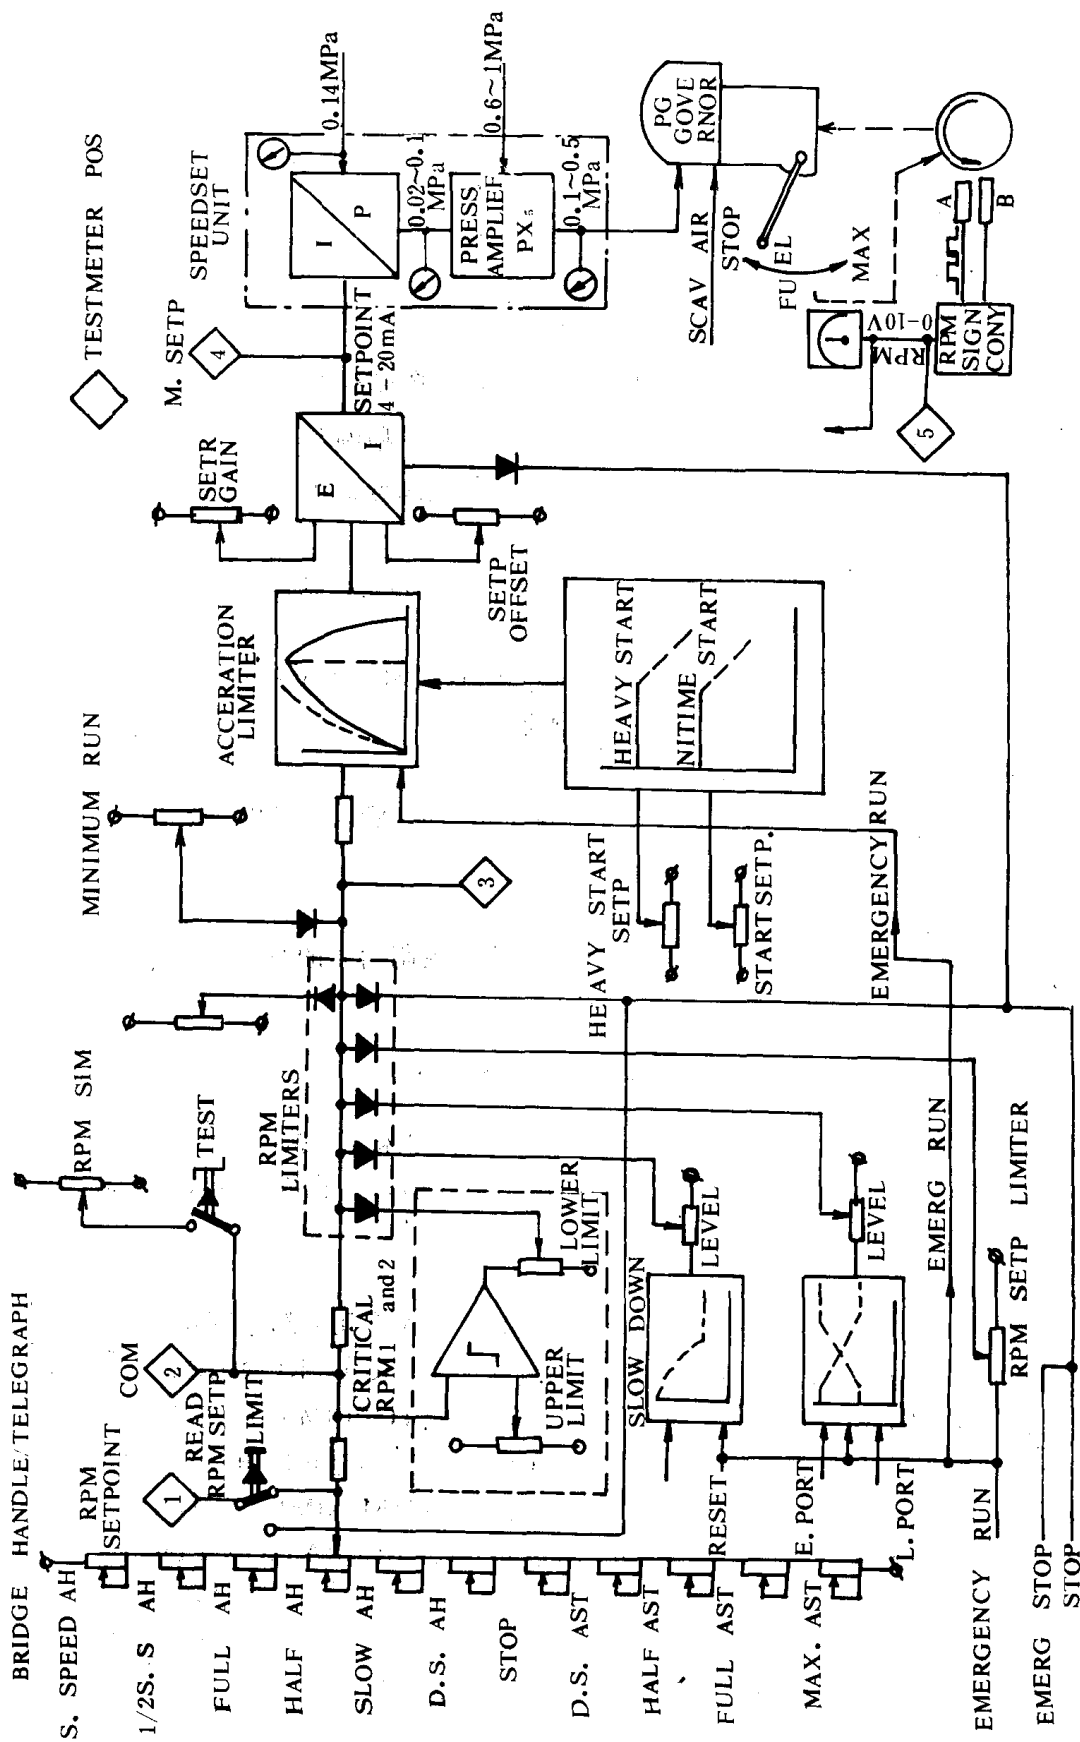 BRIDGE HANDLE/TELEGRAPH
S. SPEED AH
1/2S. S AH
FULL AH
HALF AH
SLOW AH
D.S. AH
STOP
D.S. AST
HALF AST
FULL AST
MAX. AST
EMERGENCY RUN
EMERG STOP
STOP
RPM
SETPOINT
1
READ
RPM SETP
LIMIT
COM
2
RPM SIM
TEST
CRITICAL
RPM1 and 2
UPPER
LIMIT
LOWER
LIMIT
RPM
LIMITERS
SLOW DOWN
LEVEL
RESET
E. PORT
L. PORT
LEVEL
EMERG RUN
RPM SETP LIMITER
MINIMUM RUN
3
ACCERATION
LIMITER
HEAVY START
SETP
START SETP.
HEAVY START
NITIME START
EMERGENCY RUN
SETR
GAIN
E
I
SETP
OFFSET
TESTMETER POS
M. SETP
4
SETPOINT
4-20mA
SPEEDSET
UNIT
I
P
0.14MPa
0.02~0.1
MPa
PRESS
AMPLIEF
PX₅
0.6~1MPa
0.1~0.5
MPa
PG
GOVE
RNOR
SCAV AIR
STOP
FUEL
MAX
RPM
0-10V
RPM
SIGN
CONY
A
B
5